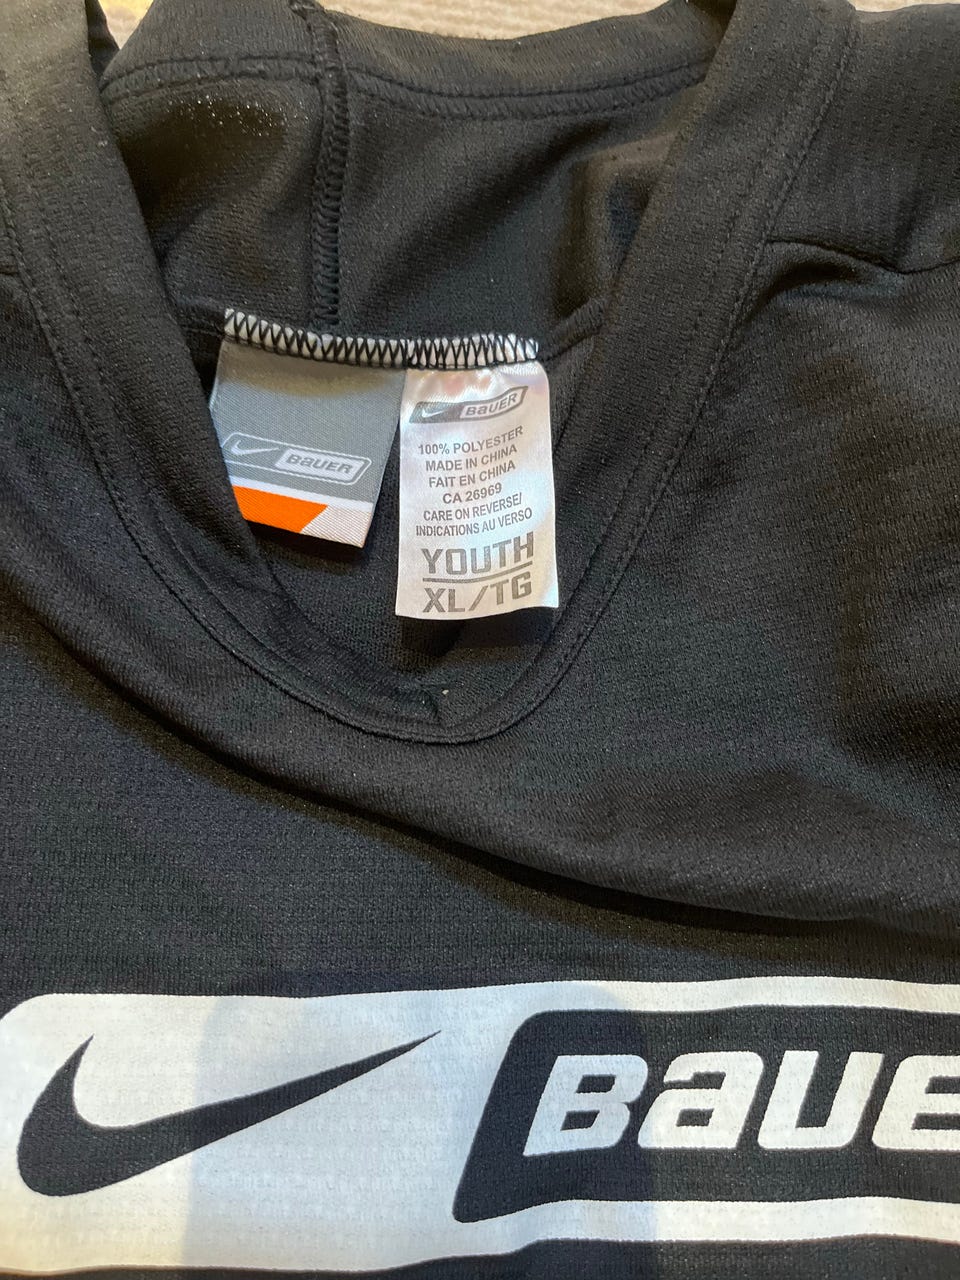 BAUER
BAUER
100% POLYESTER
MADE IN CHINA
FAIT EN CHINA
CA 26969
CARE ON REVERSE/
INDICATIONS AU VERSO
YOUTH
XL/TG
BAUE